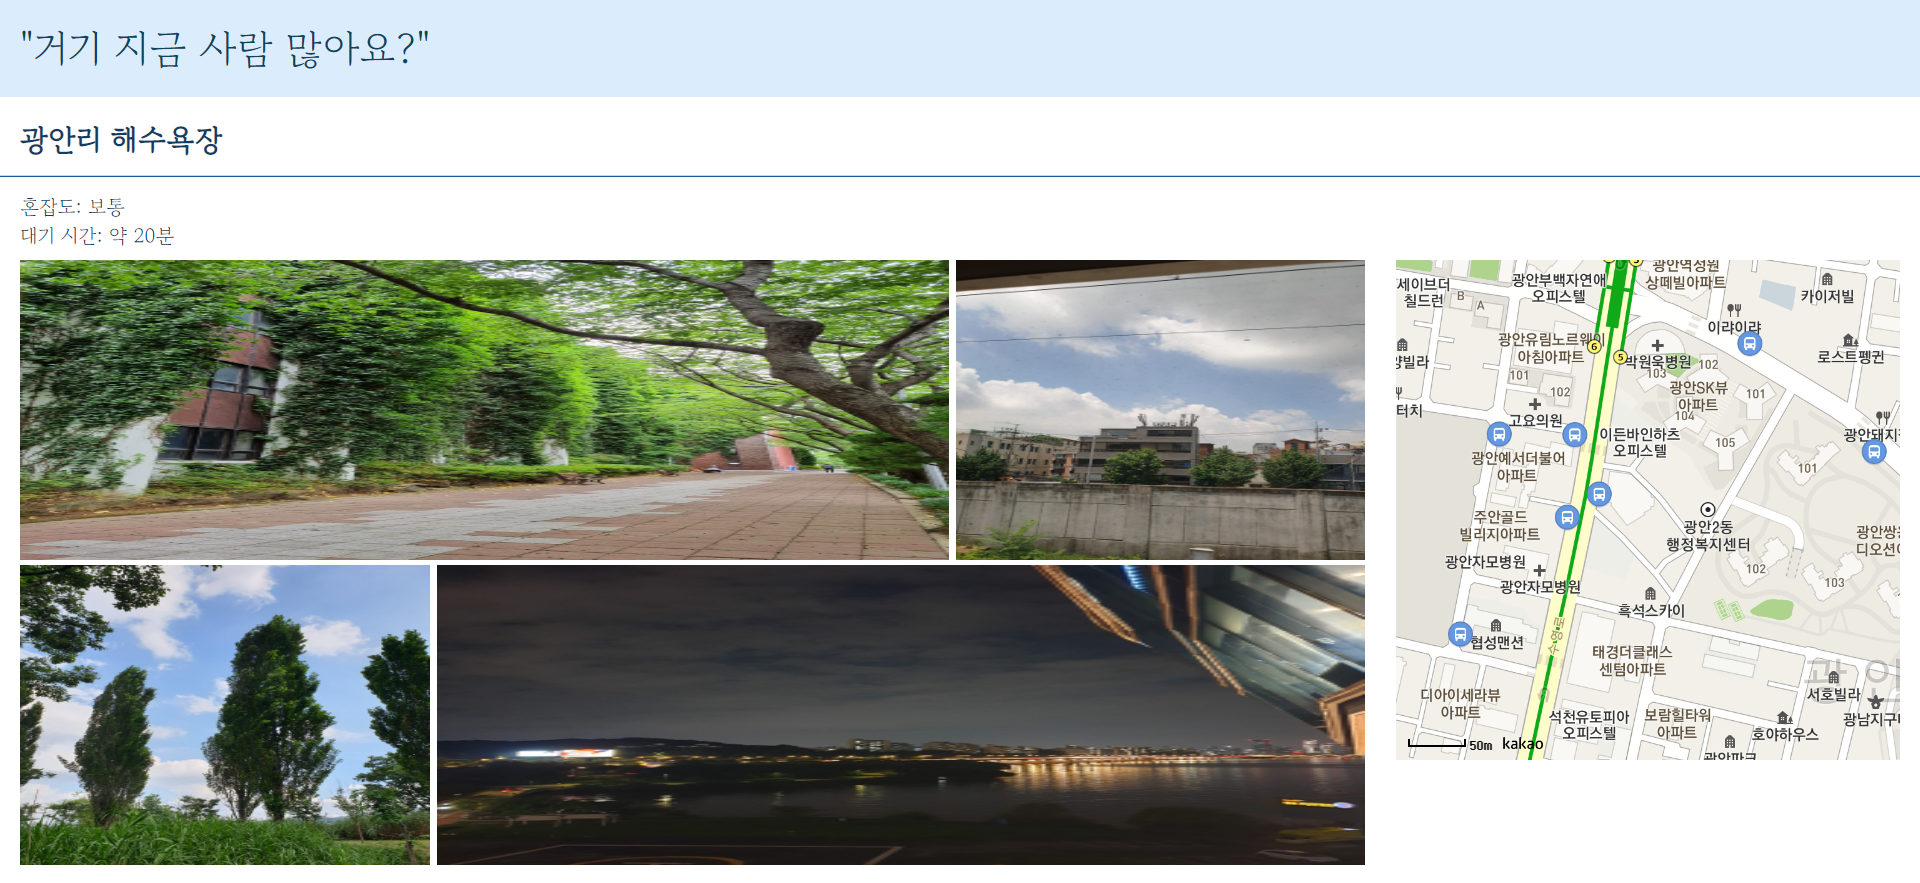 "거기 지금 사람 많아요?"
광안리 해수욕장
혼잡도: 보통
대기 시간: 약 20분
세이브더
칠드런
B
A
광안부백자연애
오피스텔
상떼빌아파트
카이저빌
이랴이랴
로스트펭귄
광안유림노르웨이
아침아파트
6
5
박원욱병원
102
103
101
102
광안SK뷰
아파트
101
104
105
터치
고요의원
이든바인하츠
오피스텔
광안돼지
광안에서더불어
아파트
101
주안골드
빌리지아파트
광안2동
행정복지센터
광안쌍
디오션
광안자모병원
광안자모병원
102
103
흑석스카이
수영로
협성맨션
태경더클래스
센텀아파트
서호빌라
디아이세라뷰
아파트
석천유토피아
오피스텔
보람힐타워
아파트
호야하우스
광남지구
광안파크
50m
kakao